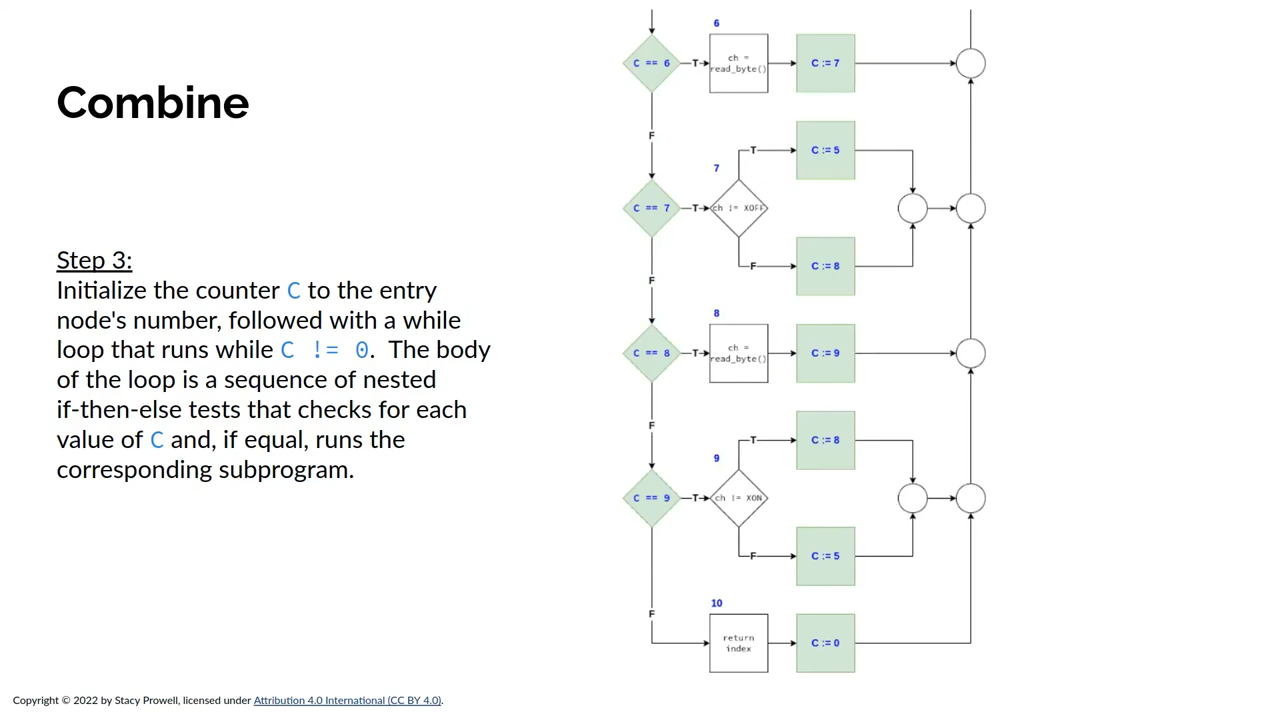 Combine
Step 3:
Initialize the counter C to the entry
node's number, followed with a while
loop that runs while C != 0.  The body
of the loop is a sequence of nested
if-then-else tests that checks for each
value of C and, if equal, runs the
corresponding subprogram.
6
C == 6
T
ch =
read_byte()
C := 7
F
T
C := 5
7
C == 7
T
ch != XOFF
F
C := 8
F
8
C == 8
T
ch =
read_byte()
C := 9
F
T
C := 8
9
C == 9
T
ch != XON
F
C := 5
F
10
return
index
C := 0
Copyright © 2022 by Stacy Prowell, licensed under Attribution 4.0 International (CC BY 4.0).